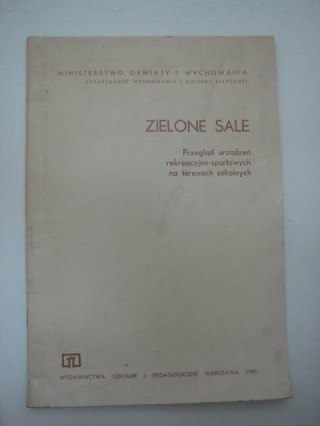 MINISTERSTWO OŚWIATY I WYCHOWANIA
DEPARTAMENT WYCHOWANIA I KULTURY FIZYCZNEJ
ZIELONE SALE
Przegląd urządzeń
rekreacyjno-sportowych
na terenach szkolnych
WYDAWNICTWA SZKOLNE I PEDAGOGICZNE WARSZAWA 1981